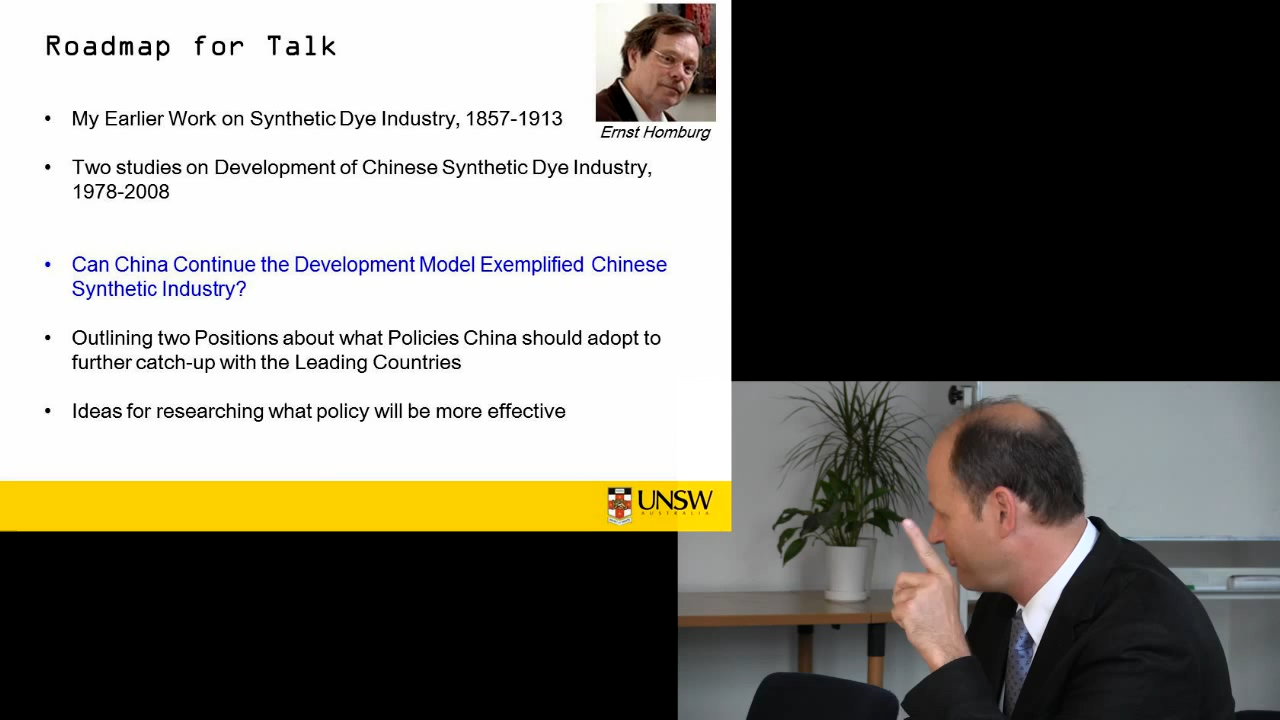 Roadmap for Talk
Ernst Homburg
• My Earlier Work on Synthetic Dye Industry, 1857-1913
• Two studies on Development of Chinese Synthetic Dye Industry,
1978-2008
• Can China Continue the Development Model Exemplified Chinese
Synthetic Industry?
• Outlining two Positions about what Policies China should adopt to
further catch-up with the Leading Countries
• Ideas for researching what policy will be more effective
UNSW
AUSTRALIA